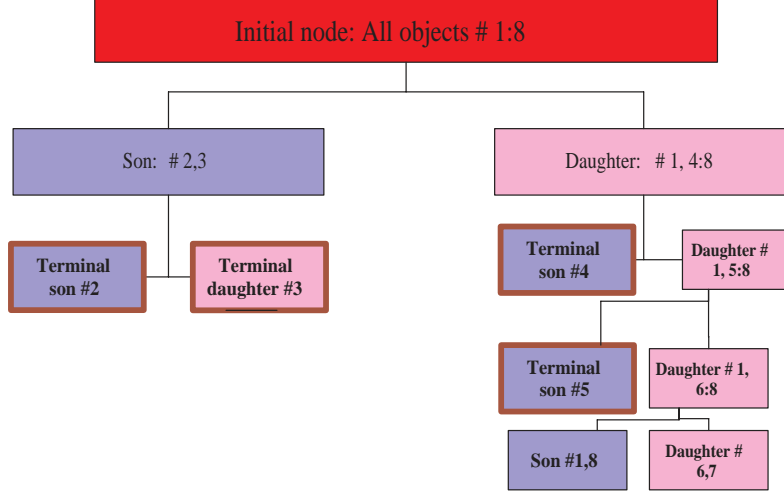 Initial node: All objects # 1:8
Son: # 2,3
Daughter: # 1, 4:8
Terminal
son #2
Terminal
daughter #3
Terminal
son #4
Daughter #
1, 5:8
Terminal
son #5
Daughter # 1,
6:8
Son #1,8
Daughter #
6,7